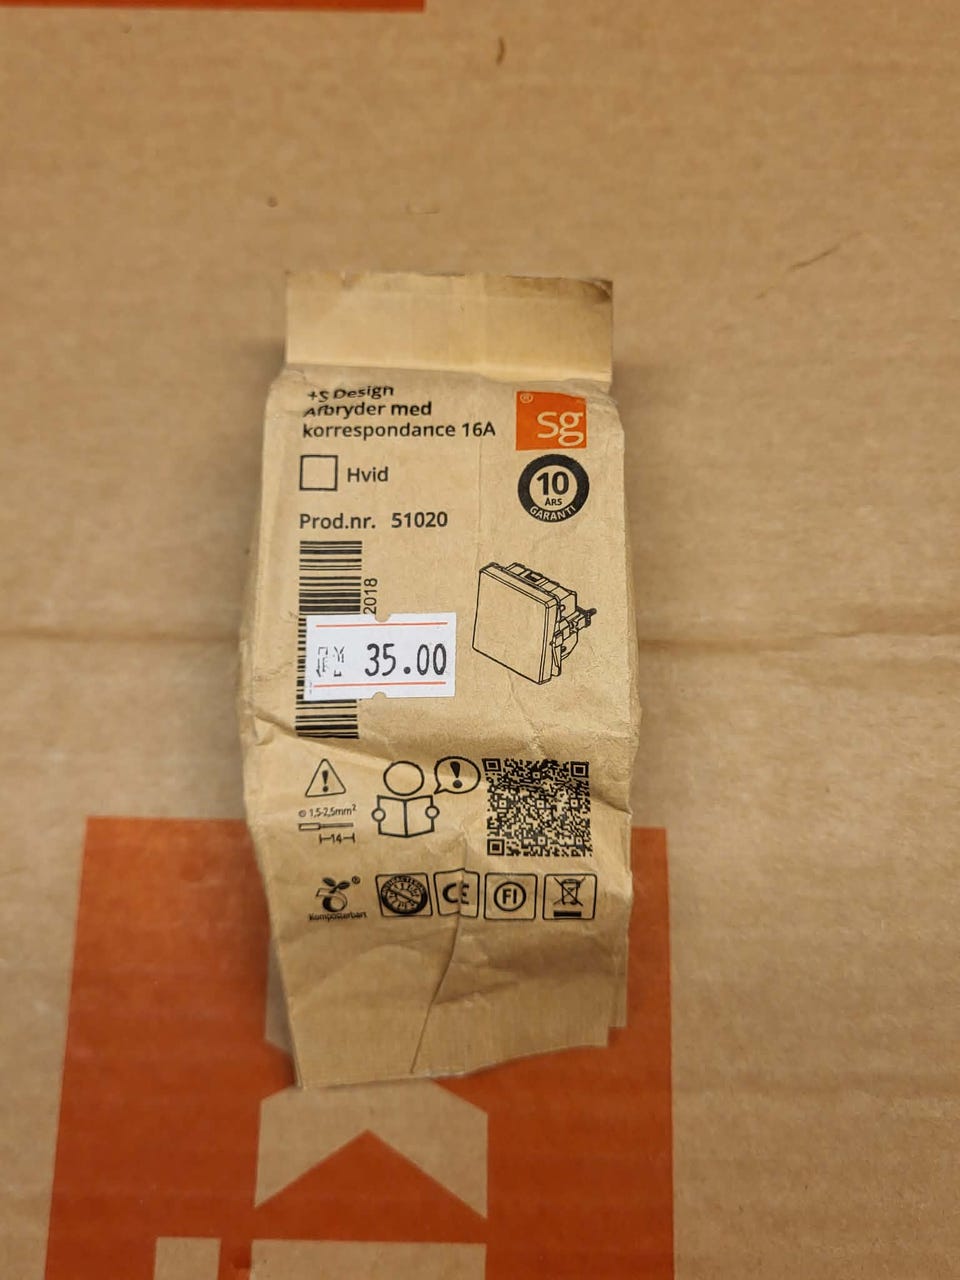 +S Design
Afbryder med
korrespondance 16A
® sg
Hvid
10
ÅRS
GARANTI
Prod.nr. 51020
2018
35.00
1,5-2,5mm²
14
®
Komposterbart
CE
FI